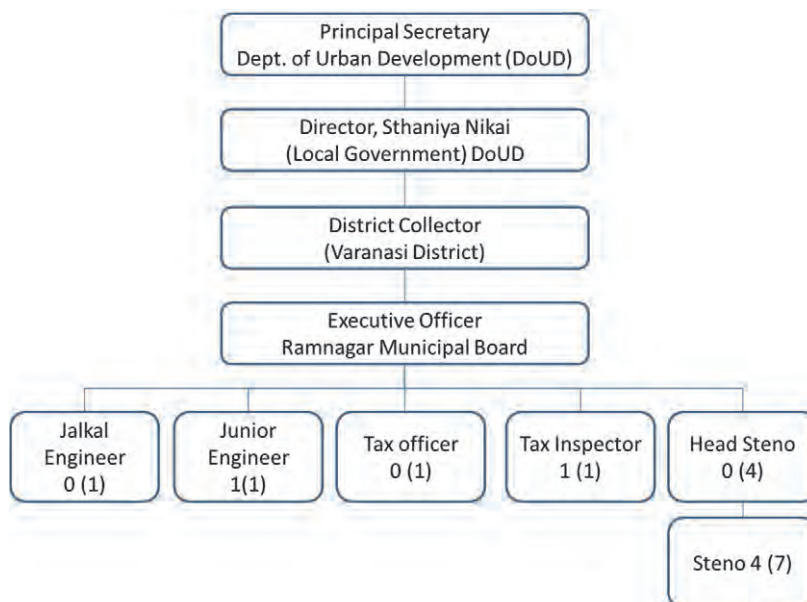 Principal Secretary
Dept. of Urban Development (DoUD)
Director, Sthaniya Nikai
(Local Government) DoUD
District Collector
(Varanasi District)
Executive Officer
Ramnagar Municipal Board
Jalkal
Engineer
0 (1)
Junior
Engineer
1(1)
Tax officer
0 (1)
Tax Inspector
1 (1)
Head Steno
0 (4)
Steno 4 (7)